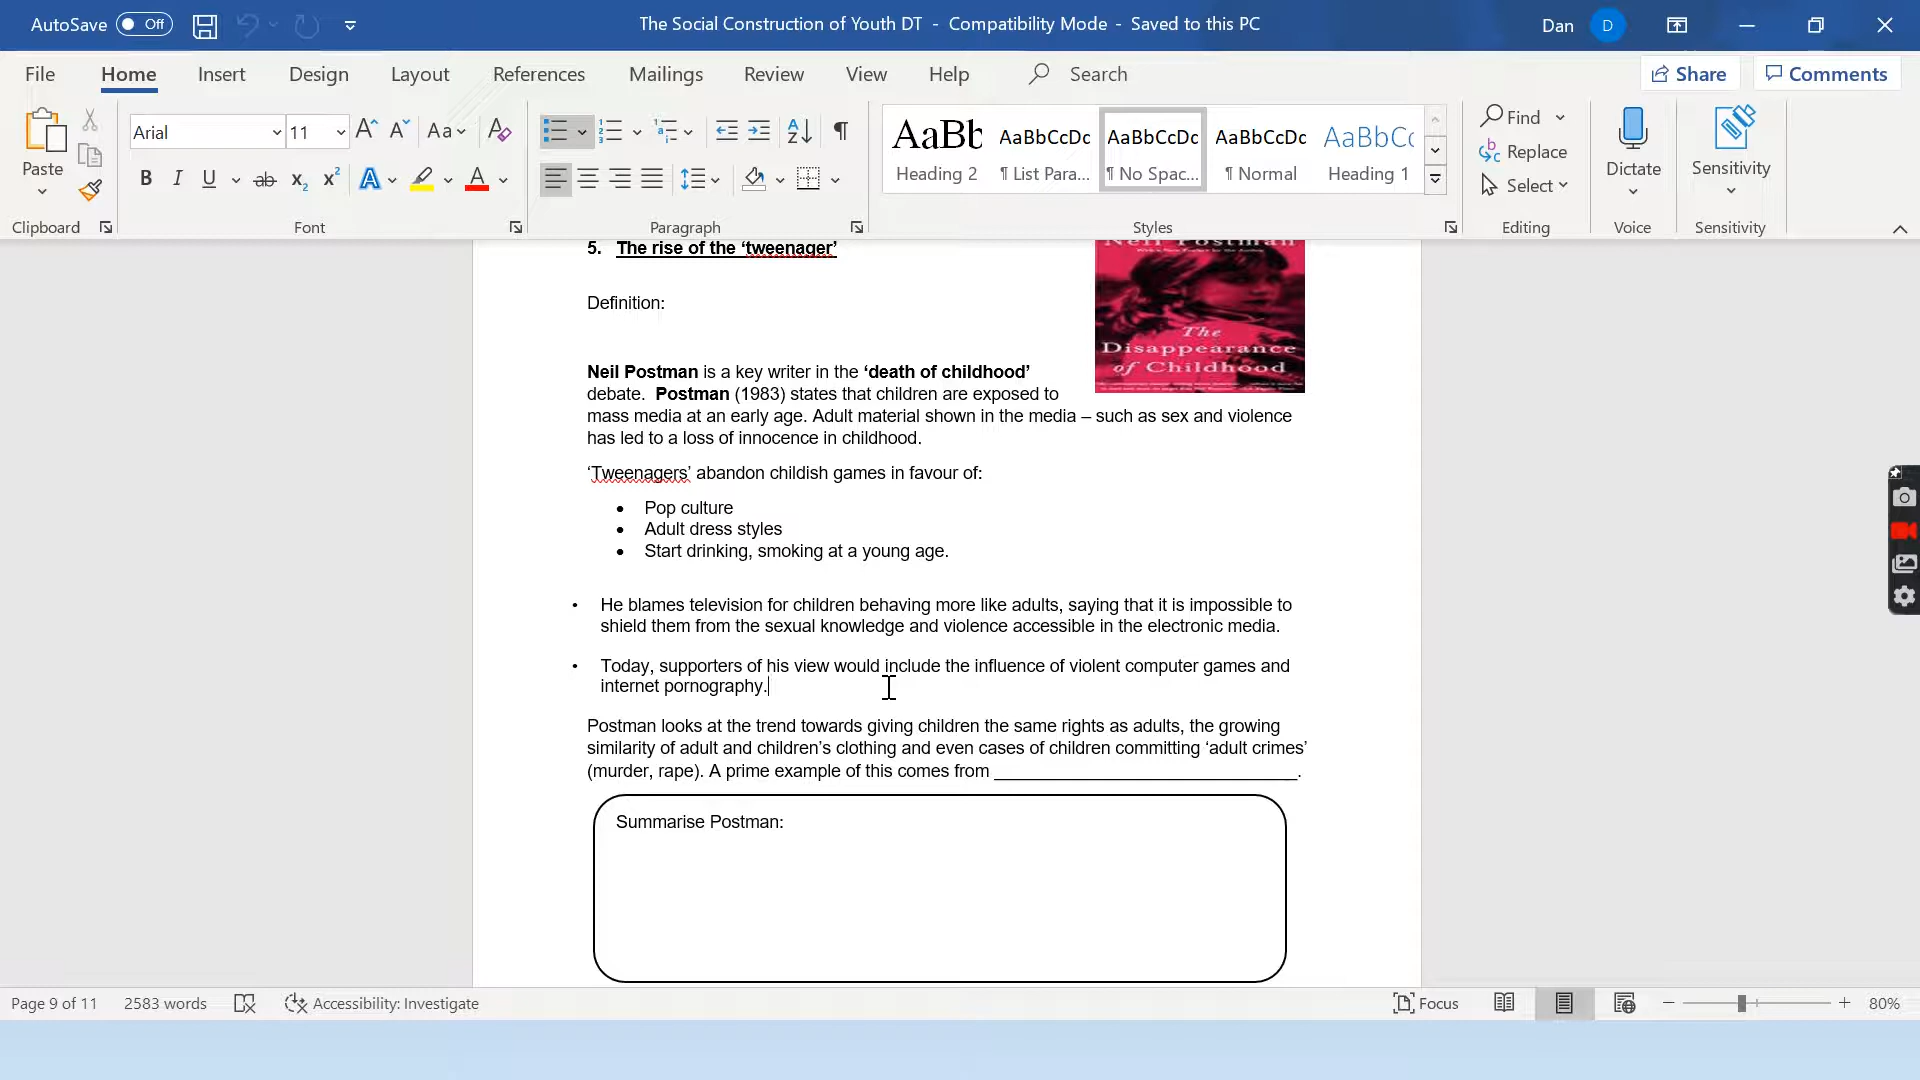 AutoSave Off The Social Construction of Youth DT - Compatibility Mode - Saved to this PC Dan D
File Home Insert Design Layout References Mailings Review View Help Search Share Comments
Paste
Clipboard
Arial 11
Font
Paragraph
AaBb AaBbCcDc AaBbCcDc AaBbCcDc AaBbCc
Heading 2 ¶ List Para... ¶ No Spac... ¶ Normal Heading 1
Styles
Find
Replace
Select
Editing
Dictate
Voice
Sensitivity
Sensitivity
5. The rise of the ‘tweenager’
Neil Postman
The
Disappearance
of Childhood
Definition:
Neil Postman is a key writer in the ‘death of childhood’
debate. Postman (1983) states that children are exposed to
mass media at an early age. Adult material shown in the media – such as sex and violence
has led to a loss of innocence in childhood.
‘Tweenagers’ abandon childish games in favour of:
• Pop culture
• Adult dress styles
• Start drinking, smoking at a young age.
• He blames television for children behaving more like adults, saying that it is impossible to
shield them from the sexual knowledge and violence accessible in the electronic media.
• Today, supporters of his view would include the influence of violent computer games and
internet pornography.
Postman looks at the trend towards giving children the same rights as adults, the growing
similarity of adult and children’s clothing and even cases of children committing ‘adult crimes’
(murder, rape). A prime example of this comes from ______________________________.
Summarise Postman:
Page 9 of 11 2583 words Accessibility: Investigate Focus 80%